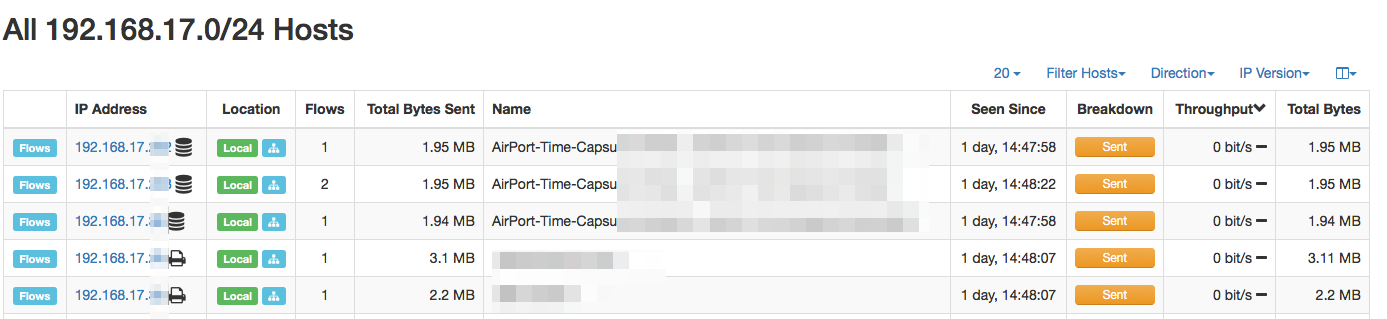 All 192.168.17.0/24 Hosts
20 Filter Hosts Direction IP Version
IP Address Location Flows Total Bytes Sent Name Seen Since Breakdown Throughput Total Bytes
Flows 192.168.17. Local 1 1.95 MB AirPort-Time-Capsu 1 day, 14:47:58 Sent 0 bit/s 1.95 MB
Flows 192.168.17. Local 2 1.95 MB AirPort-Time-Capsu 1 day, 14:48:22 Sent 0 bit/s 1.95 MB
Flows 192.168.17. Local 1 1.94 MB AirPort-Time-Capsu 1 day, 14:47:58 Sent 0 bit/s 1.94 MB
Flows 192.168.17. Local 1 3.1 MB 1 day, 14:48:07 Sent 0 bit/s 3.11 MB
Flows 192.168.17. Local 1 2.2 MB 1 day, 14:48:07 Sent 0 bit/s 2.2 MB